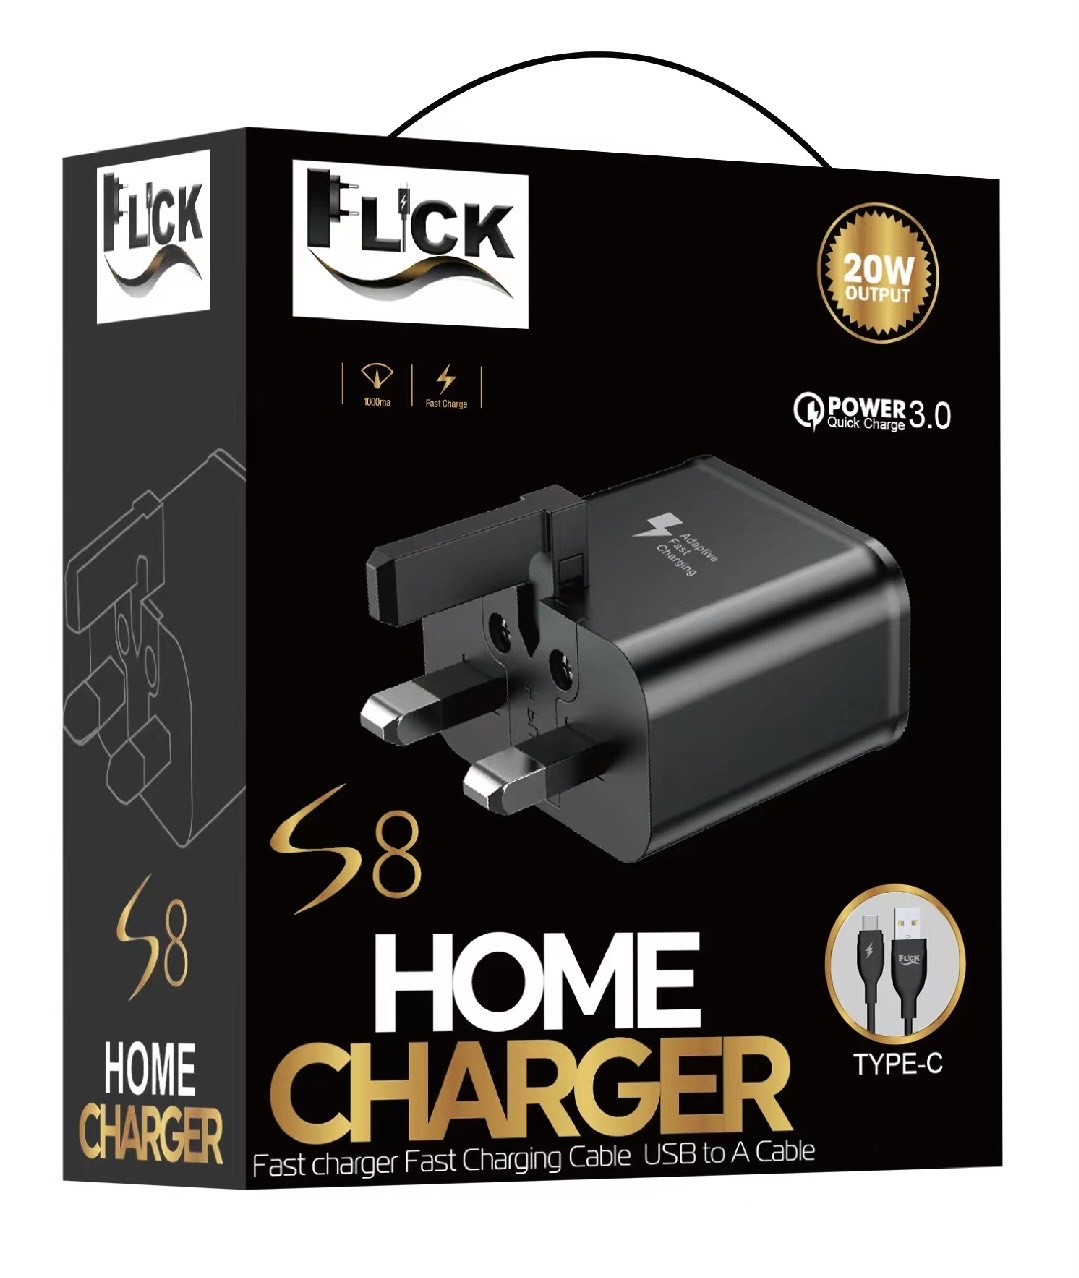 FLICK
FLICK
20W
OUTPUT
1000ma
Fast Charge
POWER
Quick Charge 3.0
Adaptive
Fast
Charging
S8
S8
HOME
CHARGER
HOME
CHARGER
FLICK
TYPE-C
Fast charger Fast Charging Cable USB to A Cable